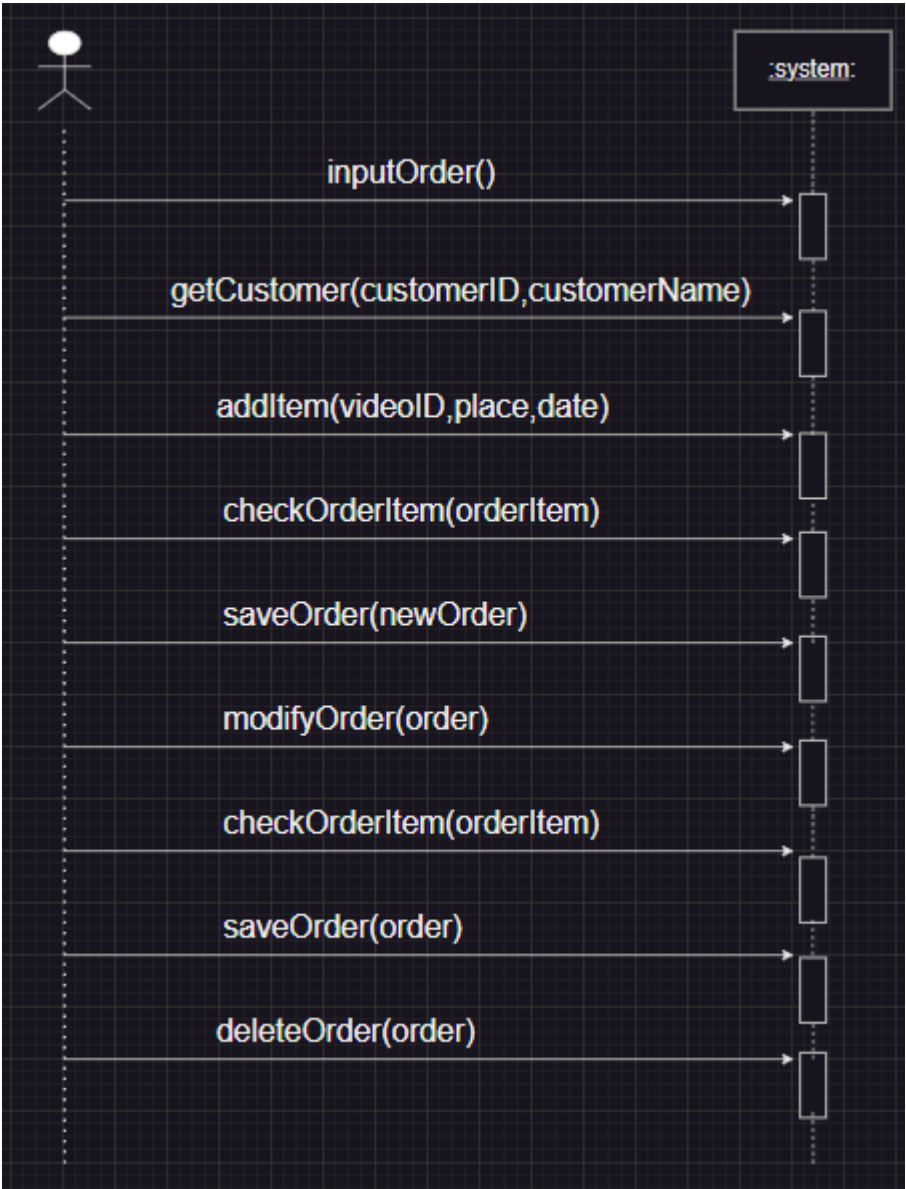 :system:
inputOrder()
getCustomer(customerID,customerName)
addItem(videoID,place,date)
checkOrderItem(orderItem)
saveOrder(newOrder)
modifyOrder(order)
checkOrderItem(orderItem)
saveOrder(order)
deleteOrder(order)